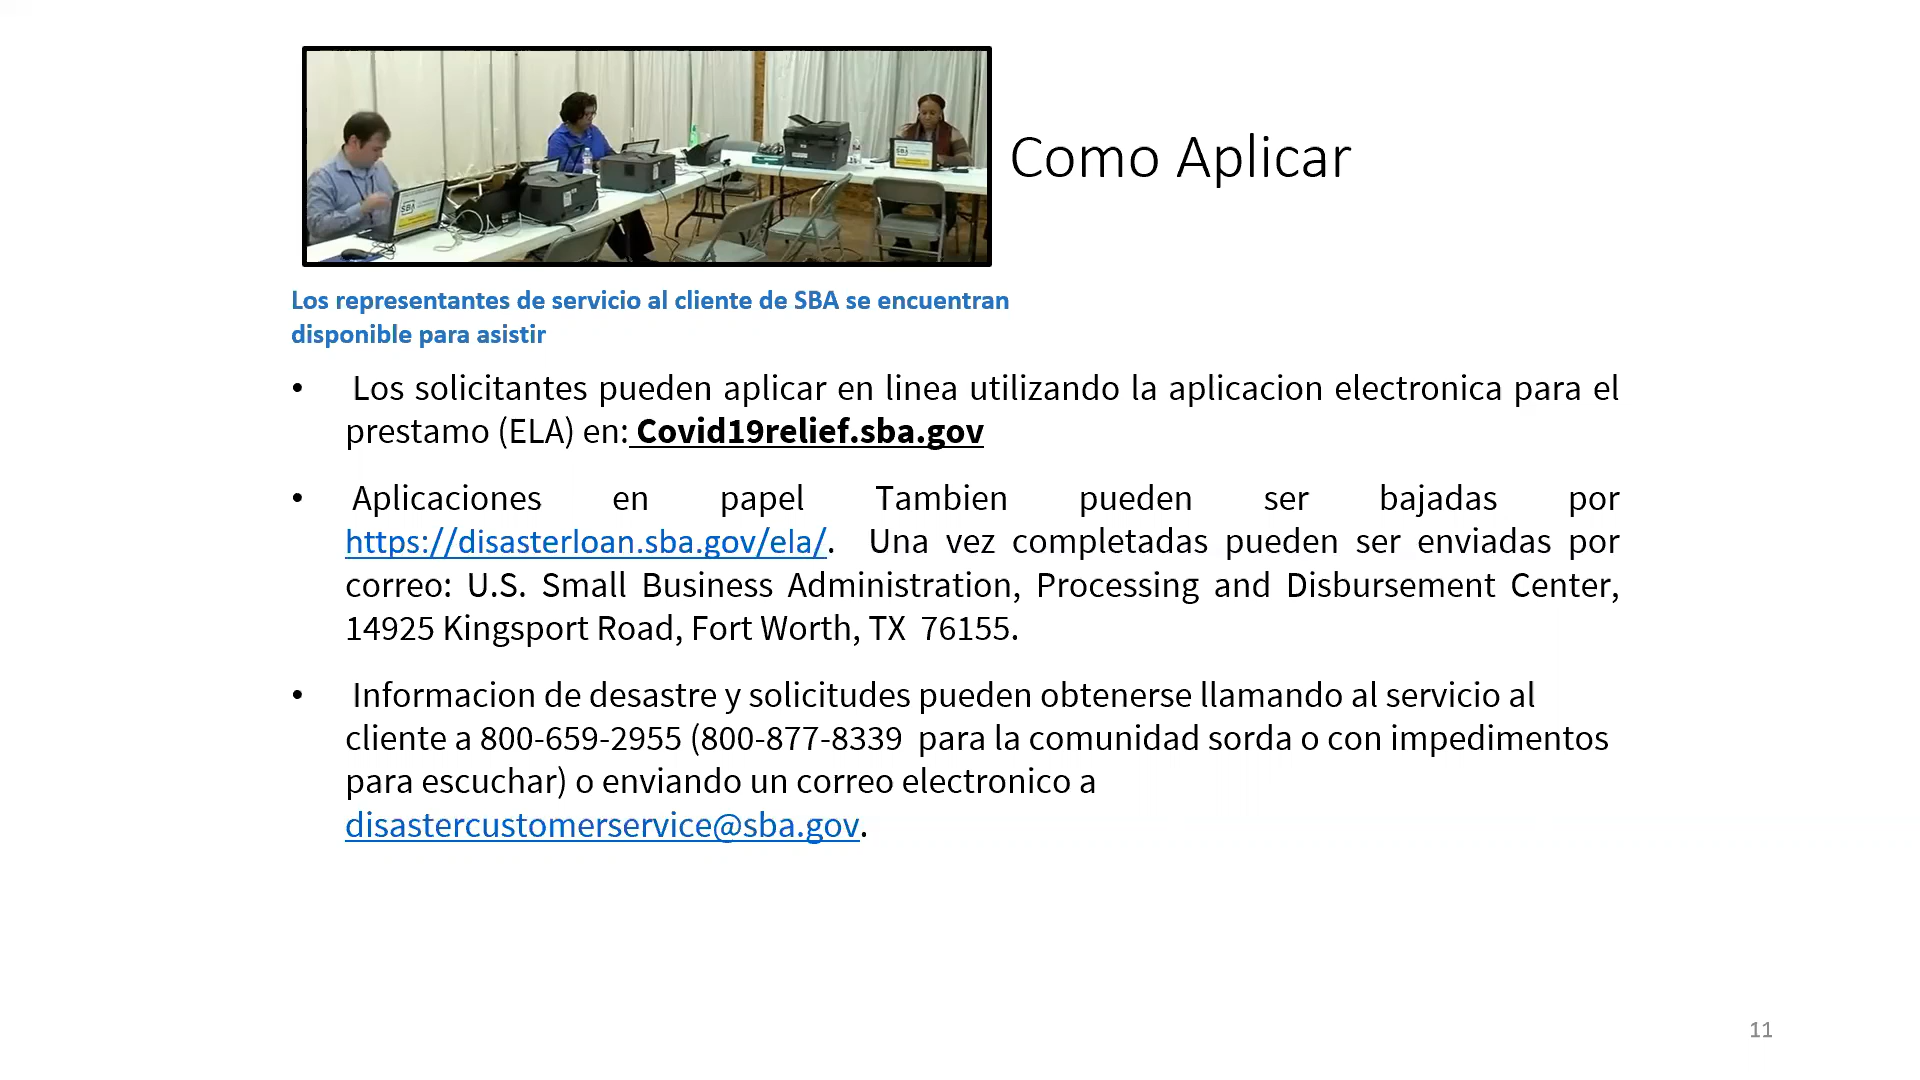 SBA
SBA
Como Aplicar
Los representantes de servicio al cliente de SBA se encuentran
disponible para asistir
• Los solicitantes pueden aplicar en linea utilizando la aplicacion electronica para el
prestamo (ELA) en: Covid19relief.sba.gov
• Aplicaciones en papel Tambien pueden ser bajadas por
https://disasterloan.sba.gov/ela/. Una vez completadas pueden ser enviadas por
correo: U.S. Small Business Administration, Processing and Disbursement Center,
14925 Kingsport Road, Fort Worth, TX 76155.
• Informacion de desastre y solicitudes pueden obtenerse llamando al servicio al
cliente a 800-659-2955 (800-877-8339 para la comunidad sorda o con impedimentos
para escuchar) o enviando un correo electronico a
disastercustomerservice@sba.gov.
11